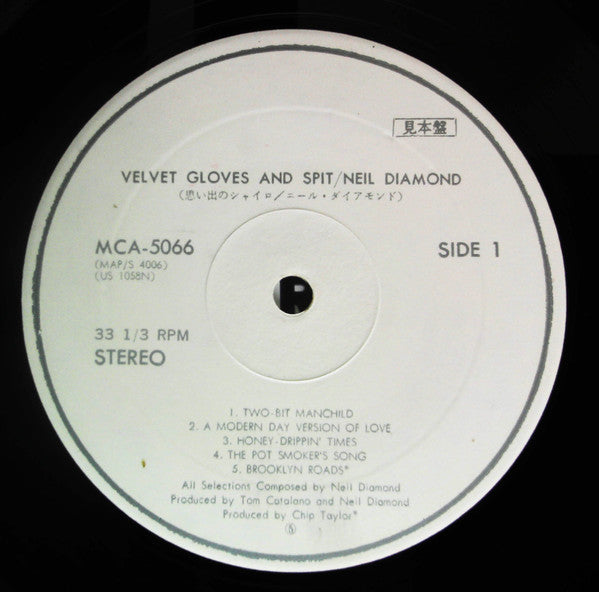 見本盤
VELVET GLOVES AND SPIT/NEIL DIAMOND
(思い出のシャイロ/ニール・ダイアモンド)
MCA-5066
SIDE 1
(MAP/S 4006)
(US 1058N)
33 1/3 RPM
STEREO
1. TWO-BIT MANCHILD
2. A MODERN DAY VERSION OF LOVE
3. HONEY-DRIPPIN' TIMES
4. THE POT SMOKER'S SONG
5. BROOKLYN ROADS*
All Selections Composed by Neil Diamond
Produced by Tom Catalano and Neil Diamond
Produced by Chip Taylor*